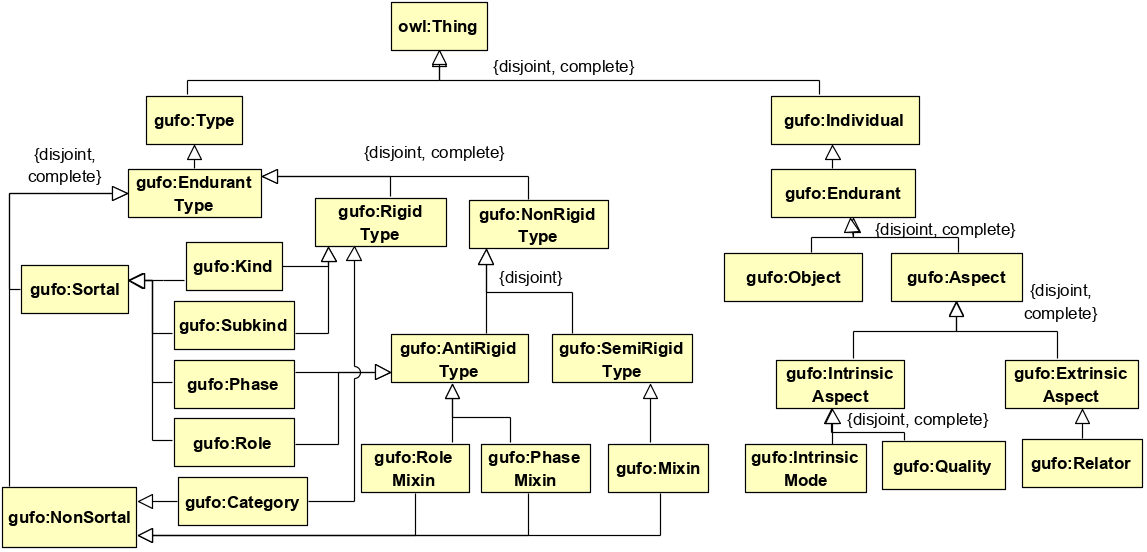 owl:Thing
{disjoint, complete}
gufo:Type
gufo:Individual
{disjoint,
complete}
{disjoint, complete}
gufo:Endurant
Type
gufo:Endurant
gufo:Rigid
Type
gufo:NonRigid
Type
{disjoint, complete}
gufo:Kind
gufo:Sortal
{disjoint}
gufo:Object
gufo:Aspect
{disjoint,
complete}
gufo:Subkind
gufo:AntiRigid
Type
gufo:SemiRigid
Type
gufo:Phase
gufo:Intrinsic
Aspect
gufo:Extrinsic
Aspect
{disjoint, complete}
gufo:Role
gufo:Role
Mixin
gufo:Phase
Mixin
gufo:Mixin
gufo:Intrinsic
Mode
gufo:Quality
gufo:Relator
gufo:Category
gufo:NonSortal